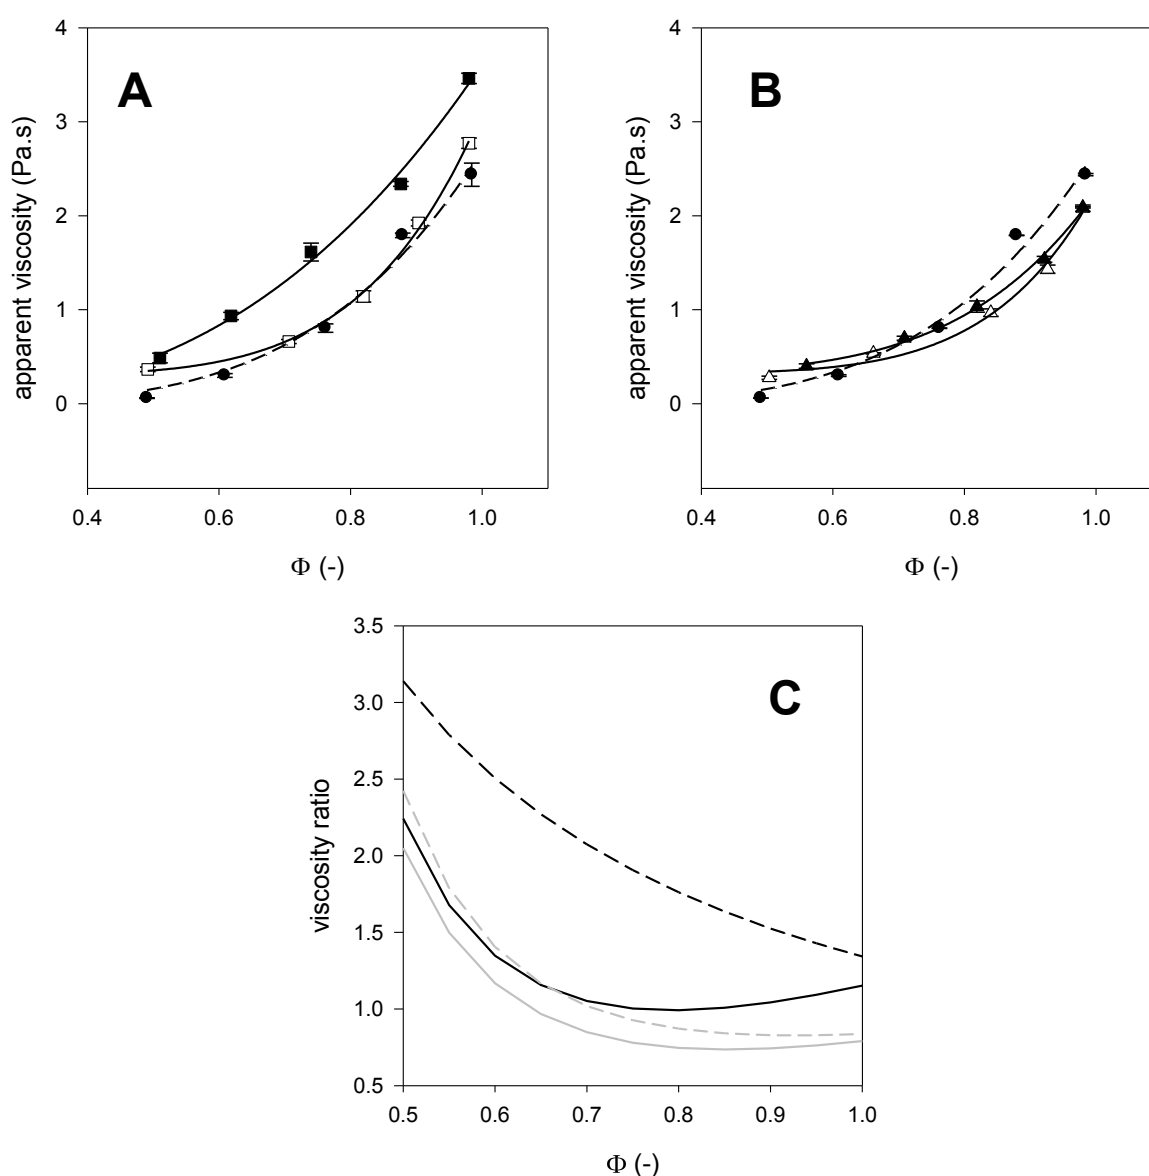 A
apparent viscosity (Pa.s)
4
3
2
1
0
0.4 0.6 0.8 1.0
Φ (-)
B
apparent viscosity (Pa.s)
4
3
2
1
0
0.4 0.6 0.8 1.0
Φ (-)
C
viscosity ratio
3.5
3.0
2.5
2.0
1.5
1.0
0.5
0.5 0.6 0.7 0.8 0.9 1.0
Φ (-)